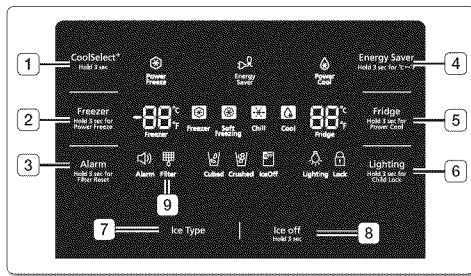 1
CoolSelect+
Hold 3 sec
Power
Freeze
Energy
Saver
Power
Cool
Energy Saver
Hold 3 sec for °C↔°F
4
2
Freezer
Hold 3 sec for
Power Freeze
-88 °C °F
Freezer
Freezer
Soft
Freezing
Chill
Cool
88 °C °F
Fridge
Fridge
Hold 3 sec for
Power Cool
5
3
Alarm
Hold 3 sec for
Filter Reset
Alarm
Filter
Cubed
Crushed
IceOff
Lighting
Lock
Lighting
Hold 3 sec for
Child Lock
6
9
7
Ice Type
Ice off
Hold 3 sec
8